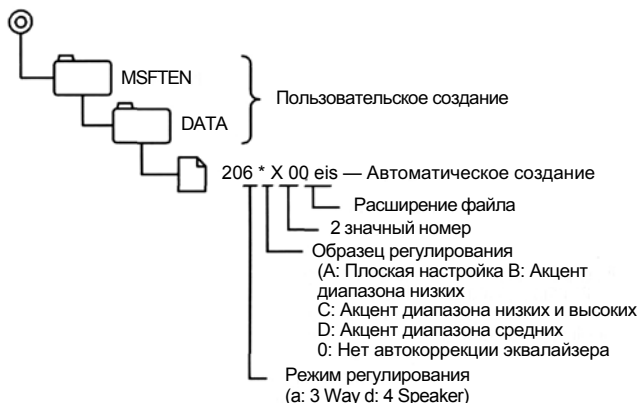 MSFTEN
Пользовательское создание
DATA
206 * X 00 eis — Автоматическое создание
Расширение файла
2 значный номер
Образец регулирования
(A: Плоская настройка B: Акцент
диапазона низких
C: Акцент диапазона низких и высоких
D: Акцент диапазона средних
0: Нет автокоррекции эквалайзера
Режим регулирования
(a: 3 Way d: 4 Speaker)